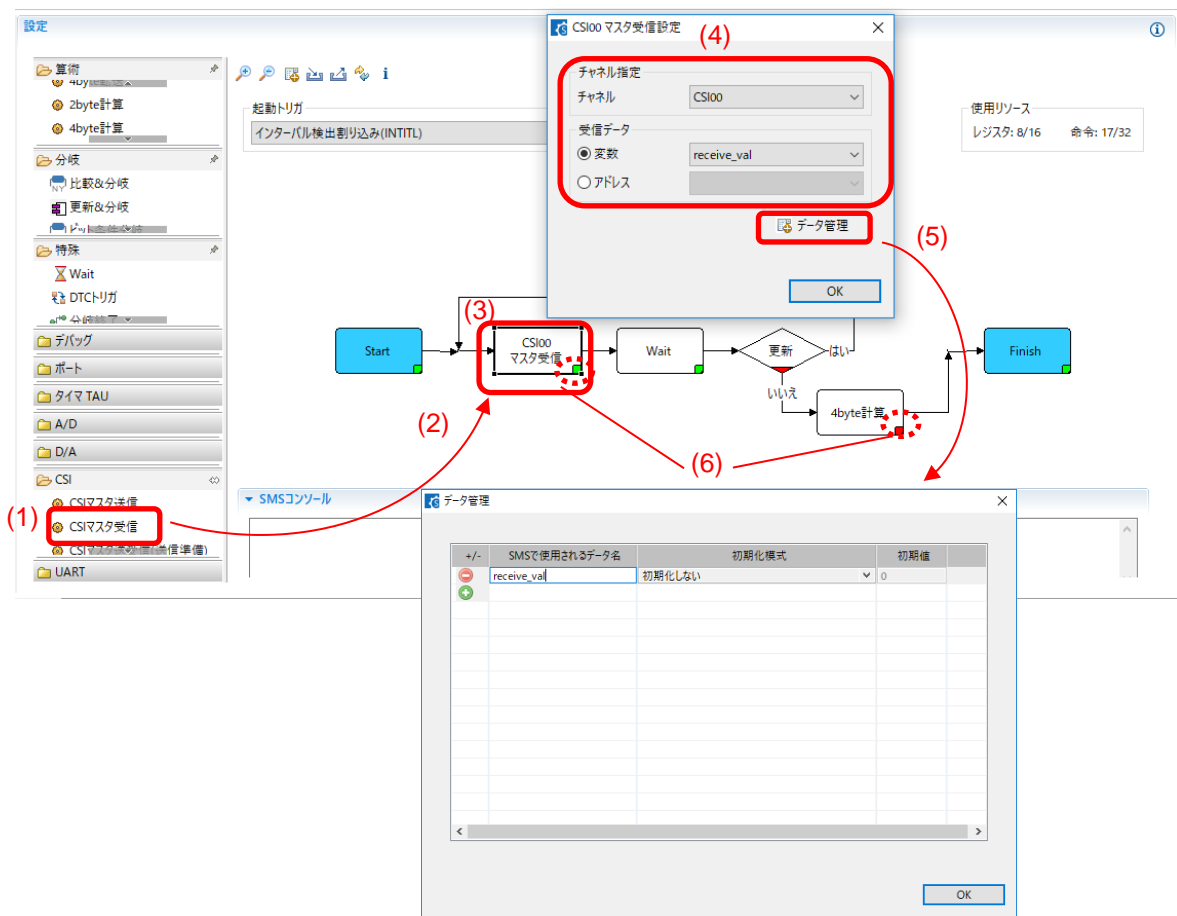 設定
算術
2byte計算
4byte計算
分岐
比較&分岐
更新&分岐
特殊
Wait
DTCトリガ
デバッグ
ポート
タイマ TAU
A/D
D/A
CSI
CSIマスタ送信
(1)
CSIマスタ受信
UART
起動トリガ
インターバル検出割り込み(INTITL)
使用リソース
レジスタ: 8/16 命令: 17/32
CSI00 マスタ受信設定
(4)
チャネル指定
チャネル CSI00
受信データ
変数 receive_val
アドレス
データ管理
(5)
OK
(3)
Start
CSI00
マスタ受信
Wait
更新
はい
いいえ
4byte計算
Finish
(2)
(6)
SMSコンソール
データ管理
+/- SMSで使用されるデータ名 初期化模式 初期値
receive_val 初期化しない 0
OK